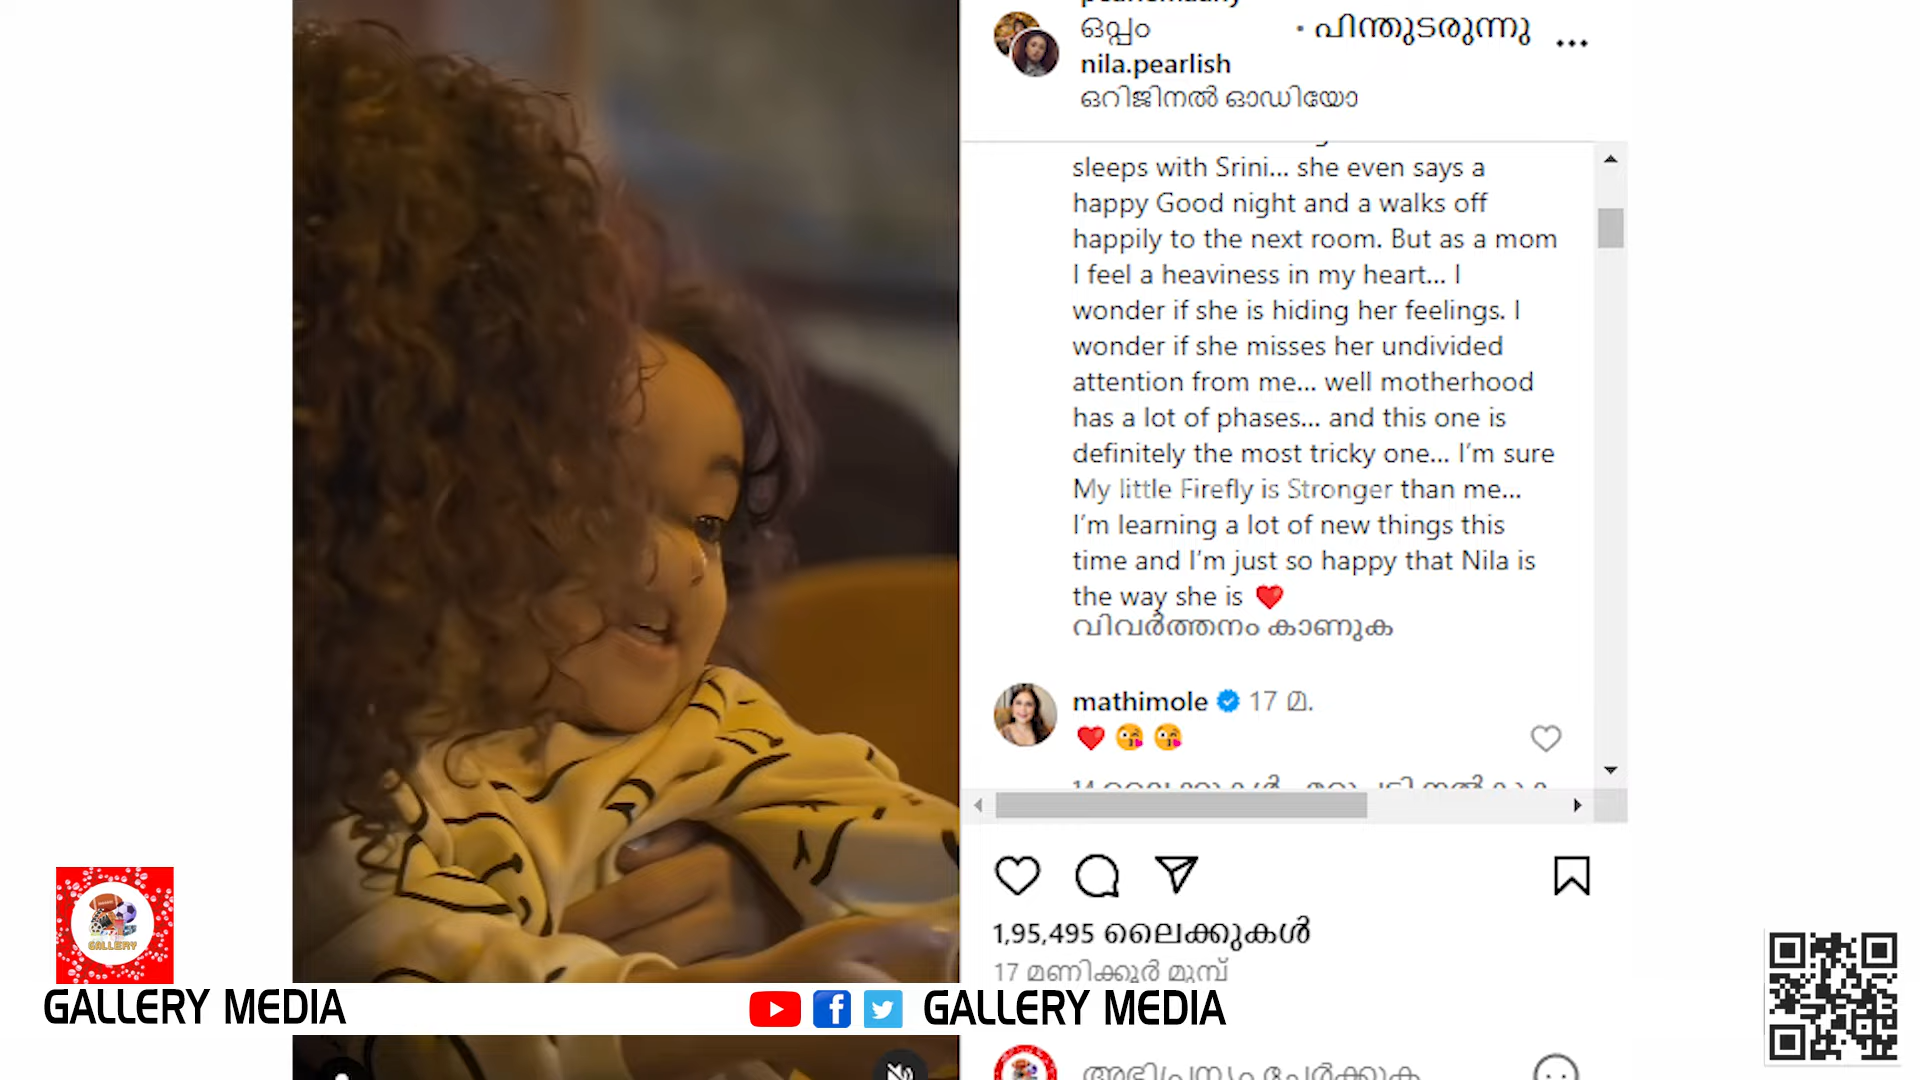 ഒപ്പം
• പിന്തുടരുന്നു
nila.pearlish
ഒറിജിനൽ ഓഡിയോ
sleeps with Srini... she even says a
happy Good night and a walks off
happily to the next room. But as a mom
I feel a heaviness in my heart... I
wonder if she is hiding her feelings. I
wonder if she misses her undivided
attention from me... well motherhood
has a lot of phases... and this one is
definitely the most tricky one... I'm sure
My little Firefly is Stronger than me...
I'm learning a lot of new things this
time and I'm just so happy that Nila is
the way she is ❤️
വിവർത്തനം കാണുക
mathimole 17 മ.
❤️ 😘 😘
1,95,495 ലൈക്കുകൾ
17 മണിക്കൂർ മുമ്പ്
GALLERY
GALLERY MEDIA
GALLERY MEDIA